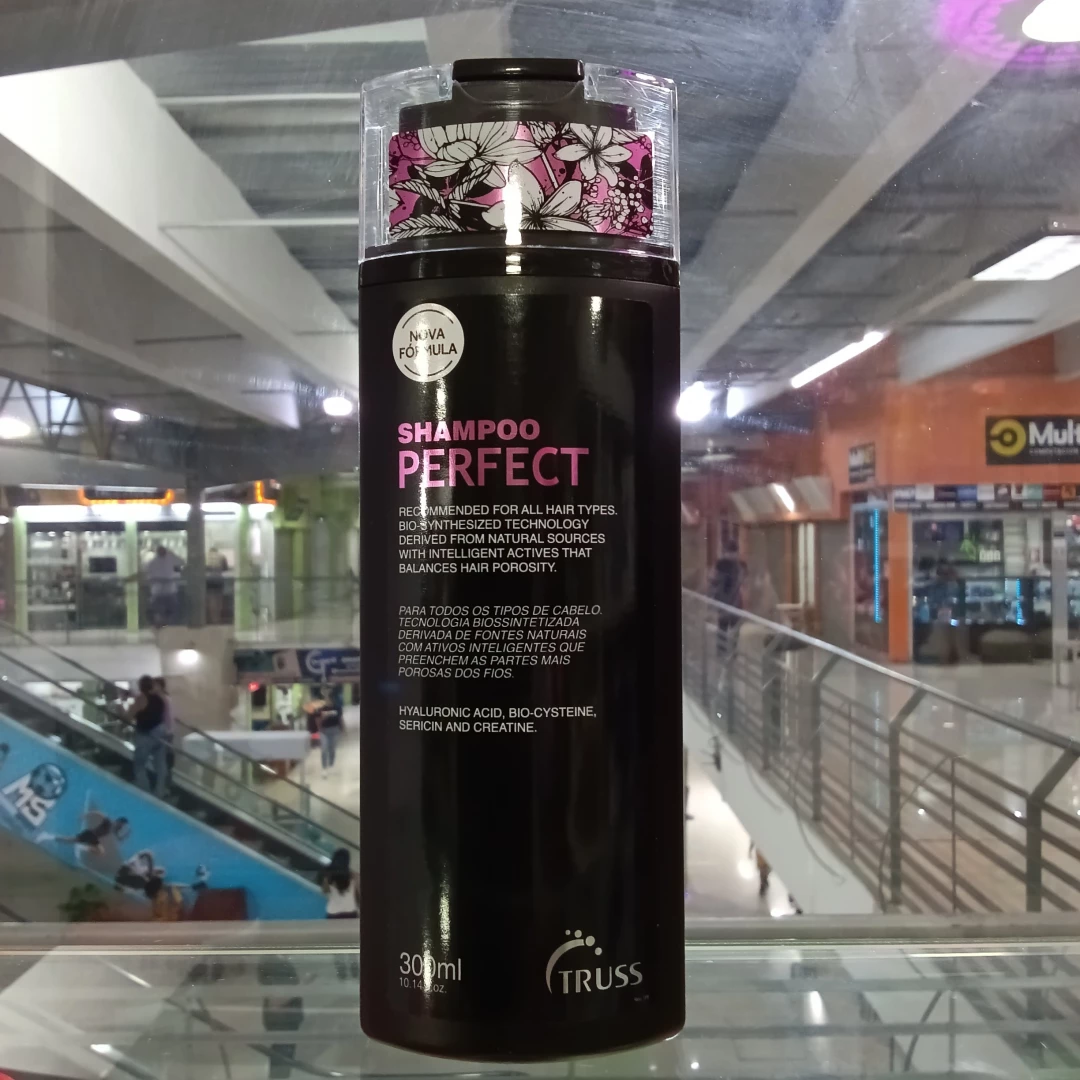 NOVA
FÓRMULA
SHAMPOO
PERFECT
RECOMMENDED FOR ALL HAIR TYPES.
BIO-SYNTHESIZED TECHNOLOGY
DERIVED FROM NATURAL SOURCES
WITH INTELLIGENT ACTIVES THAT
BALANCES HAIR POROSITY.
PARA TODOS OS TIPOS DE CABELO.
TECNOLOGIA BIOSSINTETIZADA
DERIVADA DE FONTES NATURAIS
COM ATIVOS INTELIGENTES QUE
PREENCHEM AS PARTES MAIS
POROSAS DOS FIOS.
HYALURONIC ACID, BIO-CYSTEINE,
SERICIN AND CREATINE.
300ml
TRUSS
MS